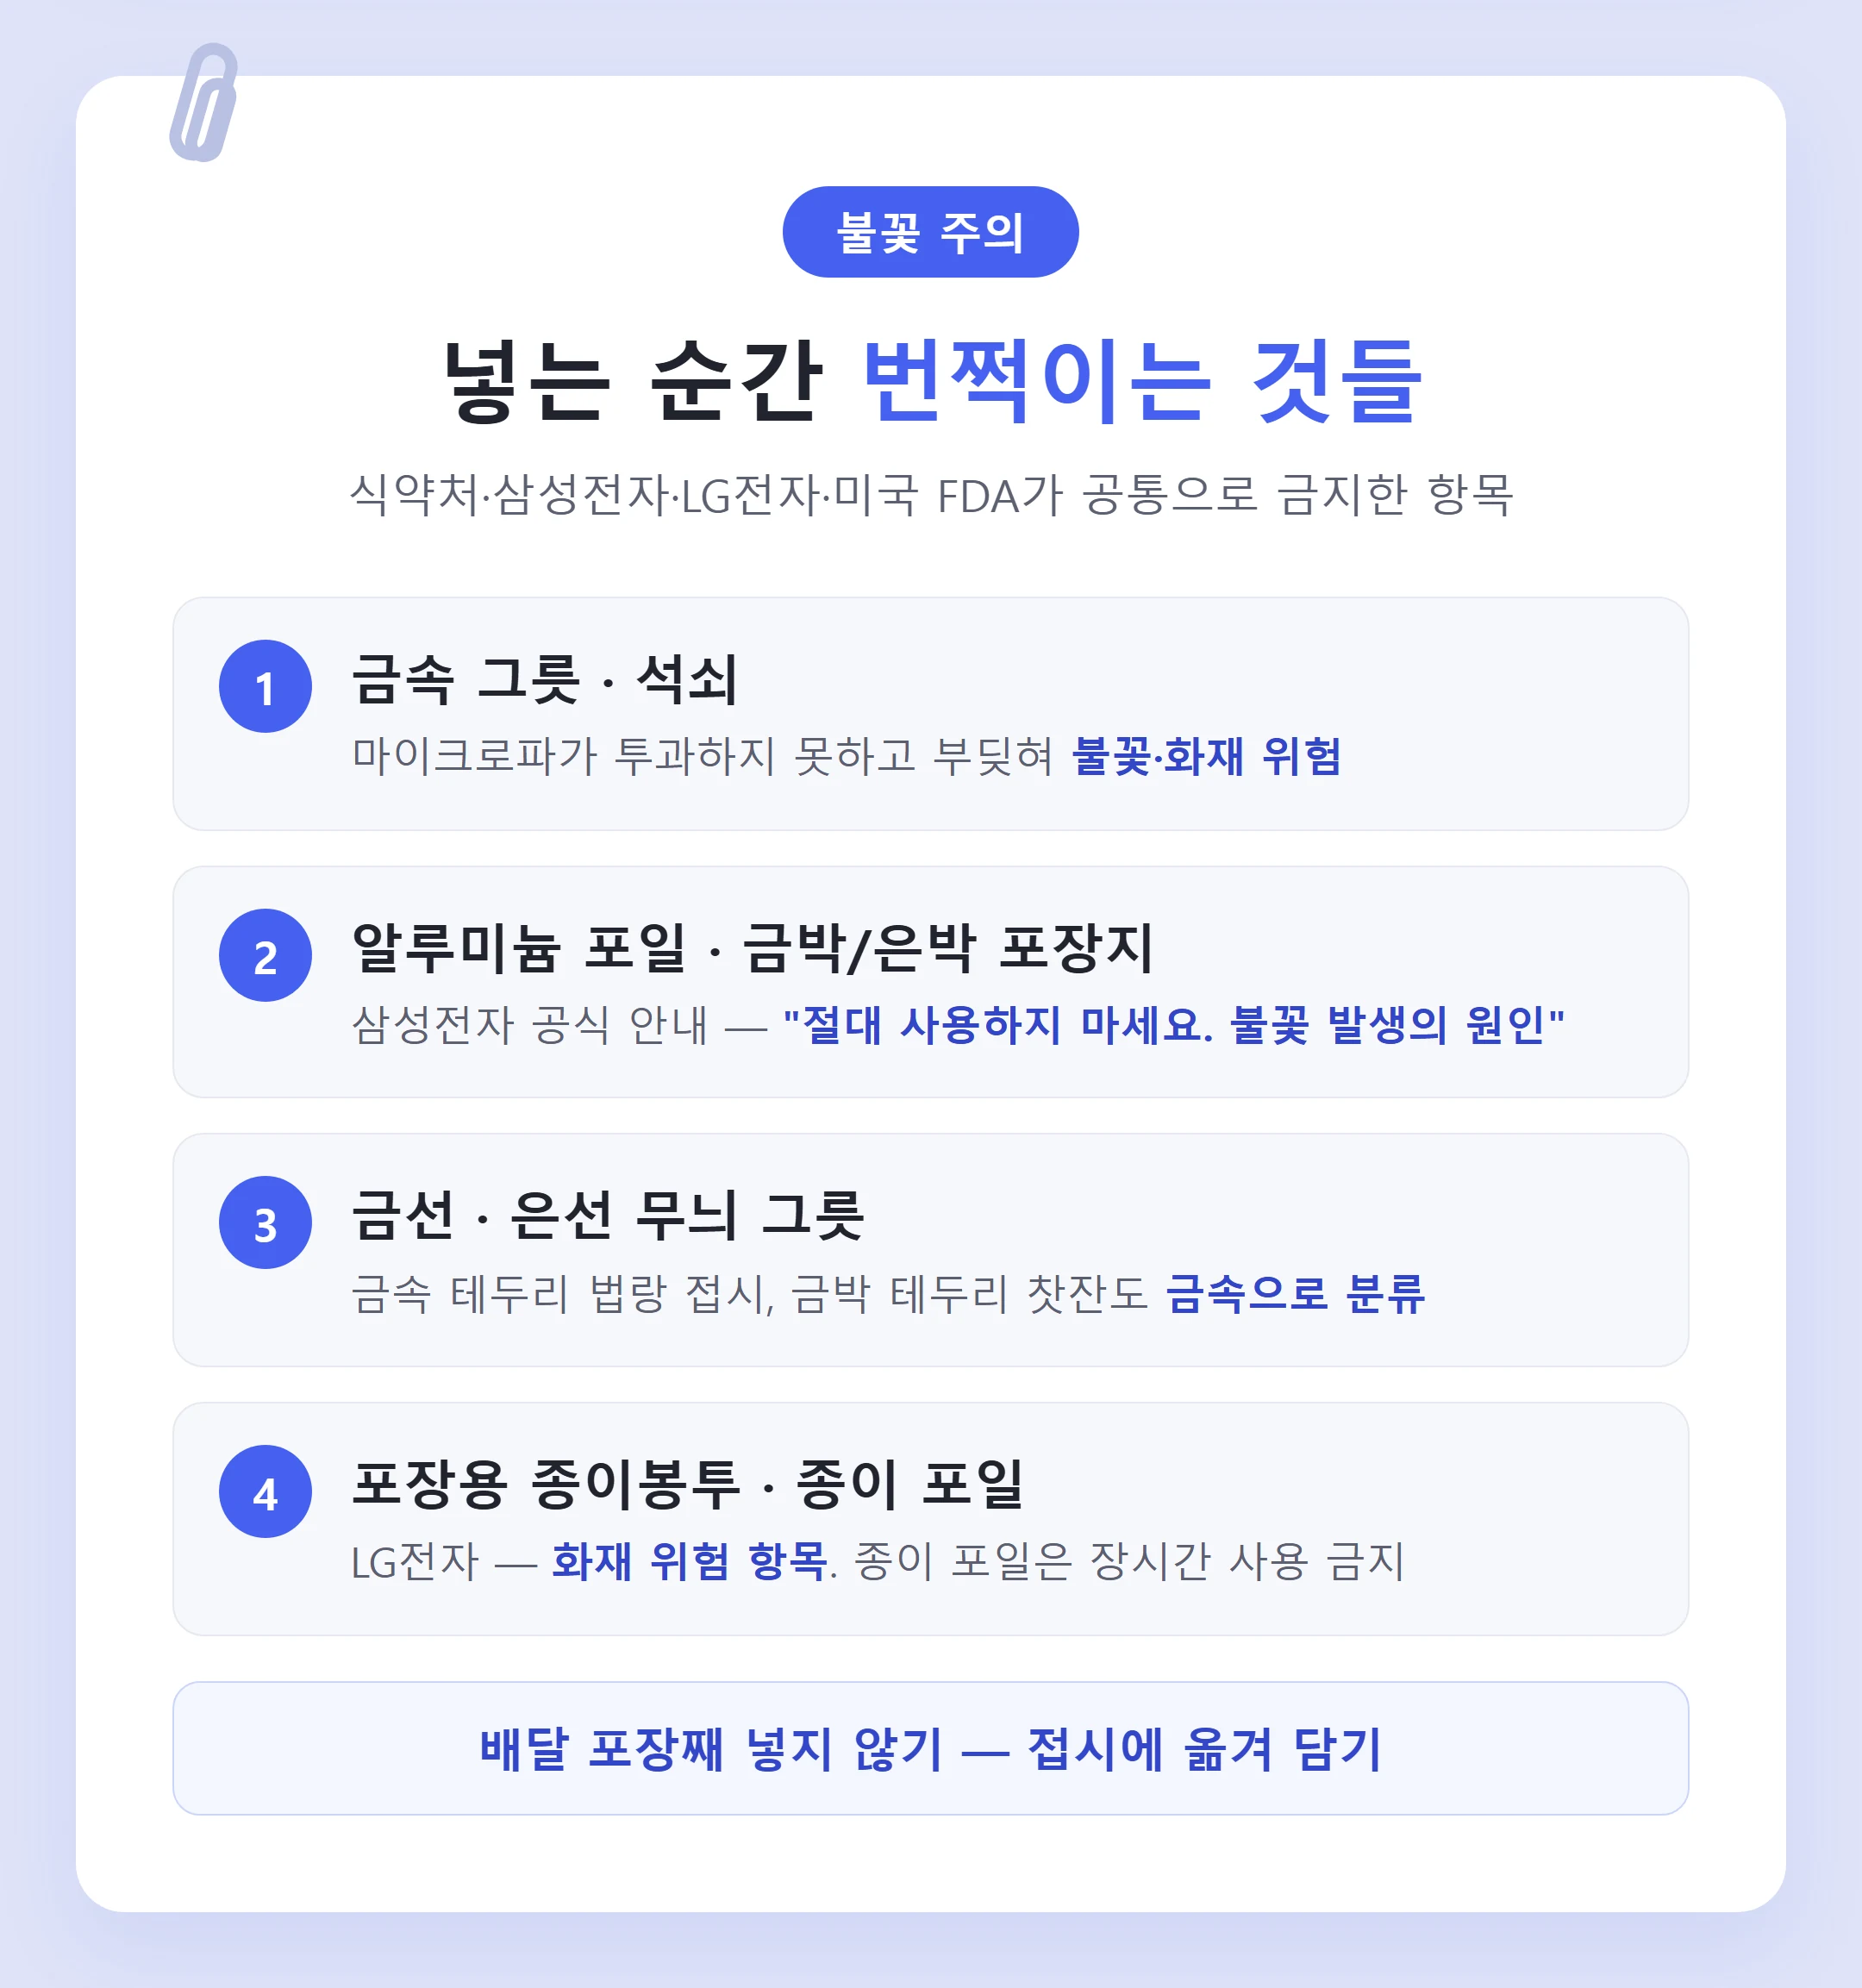 불꽃 주의
넣는 순간 번쩍이는 것들
식약처·삼성전자·LG전자·미국 FDA가 공통으로 금지한 항목
1
금속 그릇 · 석쇠
마이크로파가 투과하지 못하고 부딪혀 불꽃·화재 위험
2
알루미늄 포일 · 금박/은박 포장지
삼성전자 공식 안내 — "절대 사용하지 마세요. 불꽃 발생의 원인"
3
금선 · 은선 무늬 그릇
금속 테두리 법랑 접시, 금박 테두리 찻잔도 금속으로 분류
4
포장용 종이봉투 · 종이 포일
LG전자 — 화재 위험 항목. 종이 포일은 장시간 사용 금지
배달 포장째 넣지 않기 — 접시에 옮겨 담기